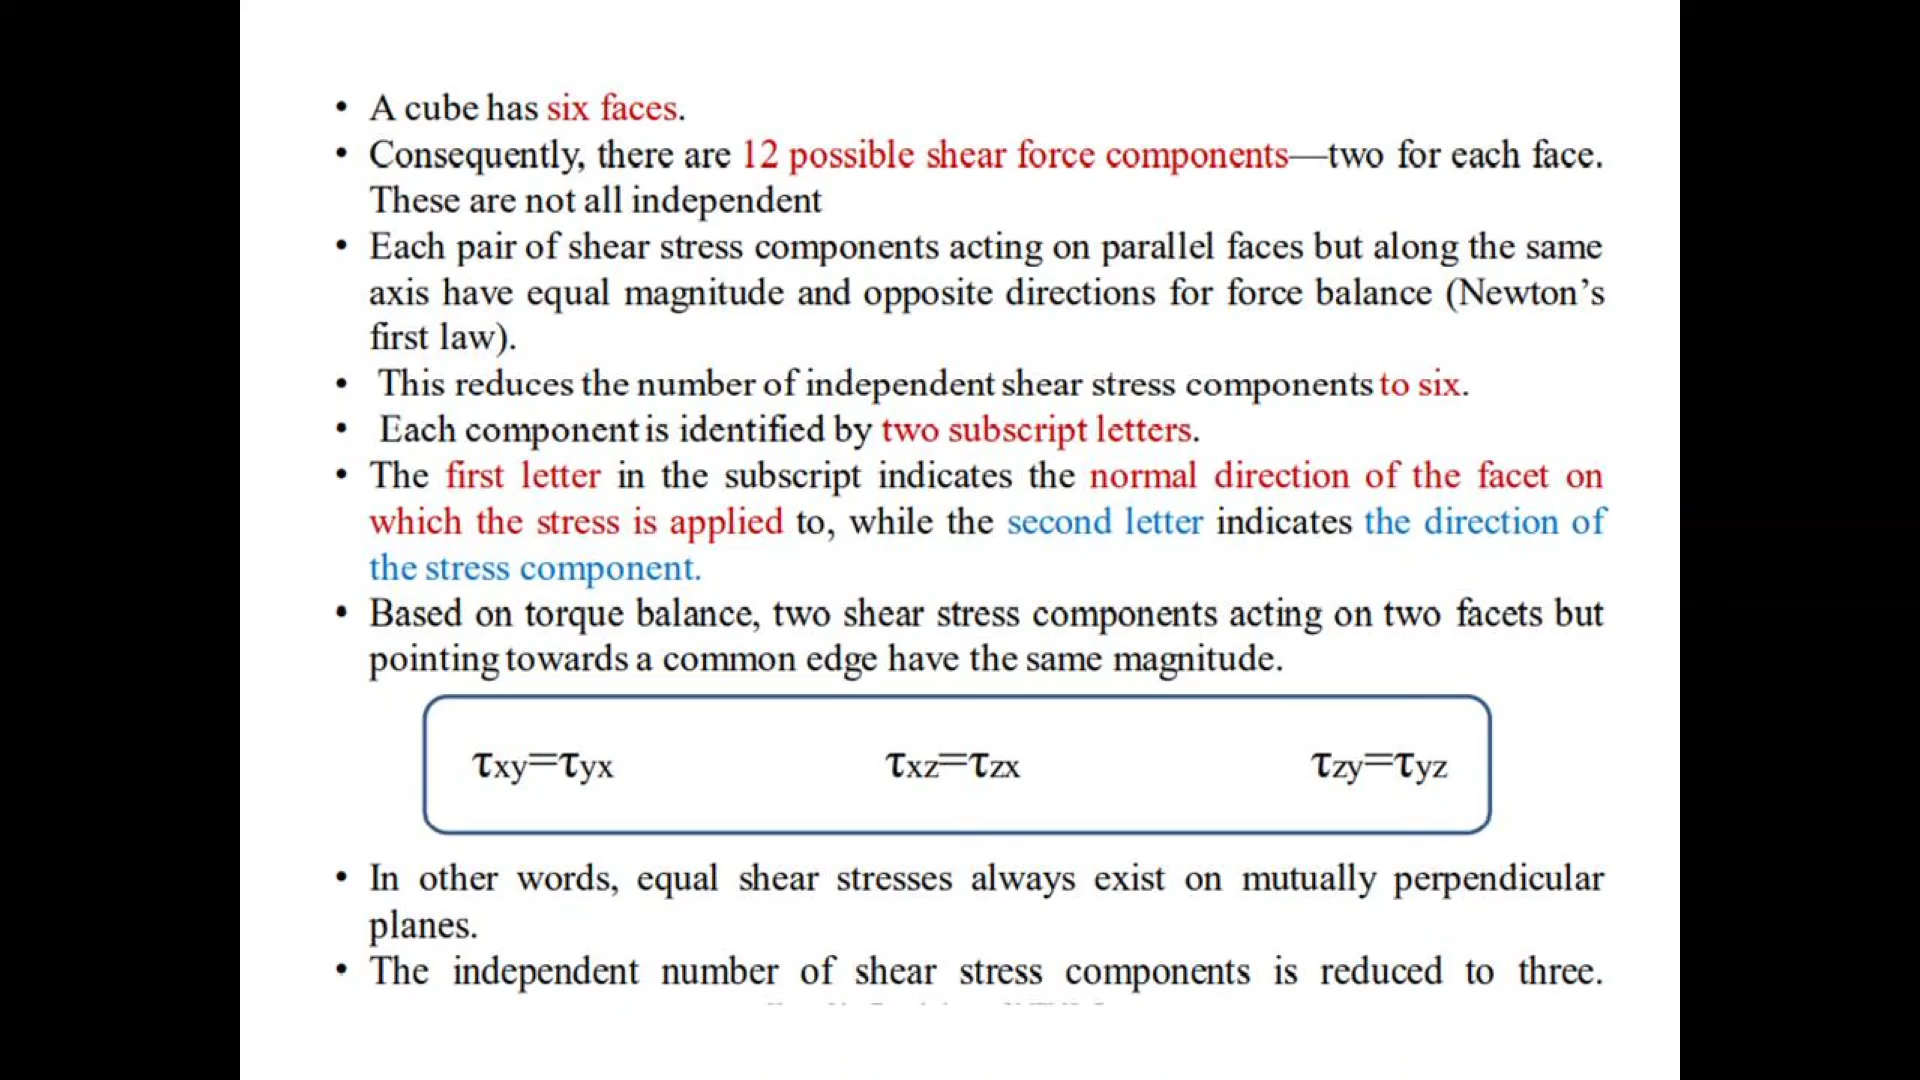 • A cube has six faces.
• Consequently, there are 12 possible shear force components—two for each face.
These are not all independent
• Each pair of shear stress components acting on parallel faces but along the same
axis have equal magnitude and opposite directions for force balance (Newton’s
first law).
• This reduces the number of independent shear stress components to six.
• Each component is identified by two subscript letters.
• The first letter in the subscript indicates the normal direction of the facet on
which the stress is applied to, while the second letter indicates the direction of
the stress component.
• Based on torque balance, two shear stress components acting on two facets but
pointing towards a common edge have the same magnitude.
τxy=τyx τxz=τzx τzy=τyz
• In other words, equal shear stresses always exist on mutually perpendicular
planes.
• The independent number of shear stress components is reduced to three.